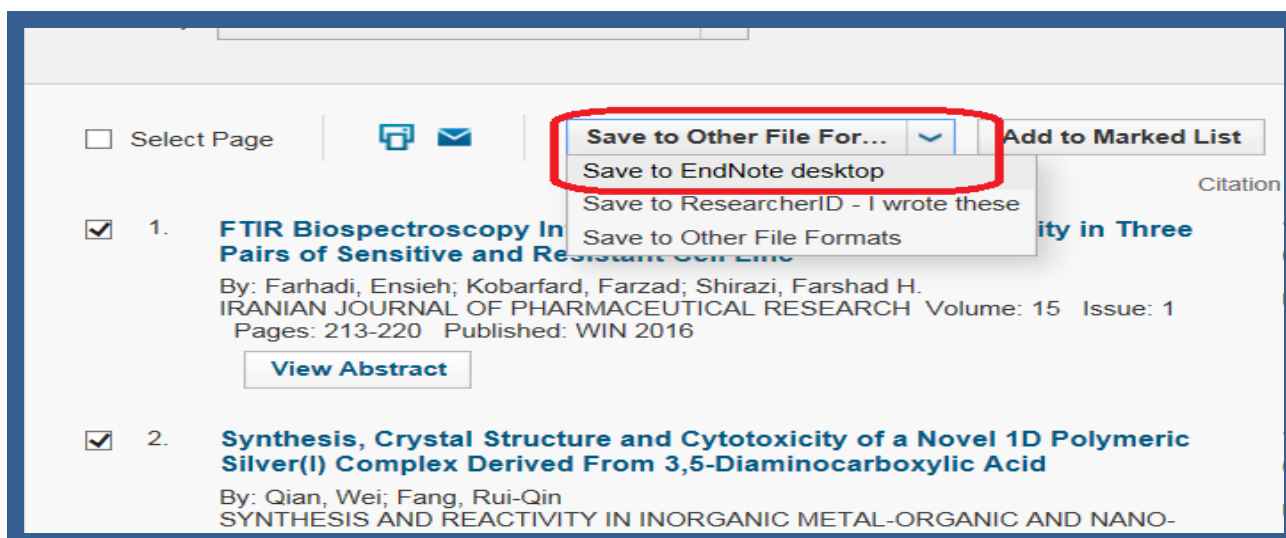 Select Page
Save to Other File For...
Add to Marked List
Save to EndNote desktop
Citation
Save to ResearcherID - I wrote these
Save to Other File Formats
1. FTIR Biospectroscopy In ity in Three
Pairs of Sensitive and Resistant Cell Line
By: Farhadi, Ensieh; Kobarfard, Farzad; Shirazi, Farshad H.
IRANIAN JOURNAL OF PHARMACEUTICAL RESEARCH Volume: 15 Issue: 1
Pages: 213-220 Published: WIN 2016
View Abstract
2. Synthesis, Crystal Structure and Cytotoxicity of a Novel 1D Polymeric
Silver(I) Complex Derived From 3,5-Diaminocarboxylic Acid
By: Qian, Wei; Fang, Rui-Qin
SYNTHESIS AND REACTIVITY IN INORGANIC METAL-ORGANIC AND NANO-